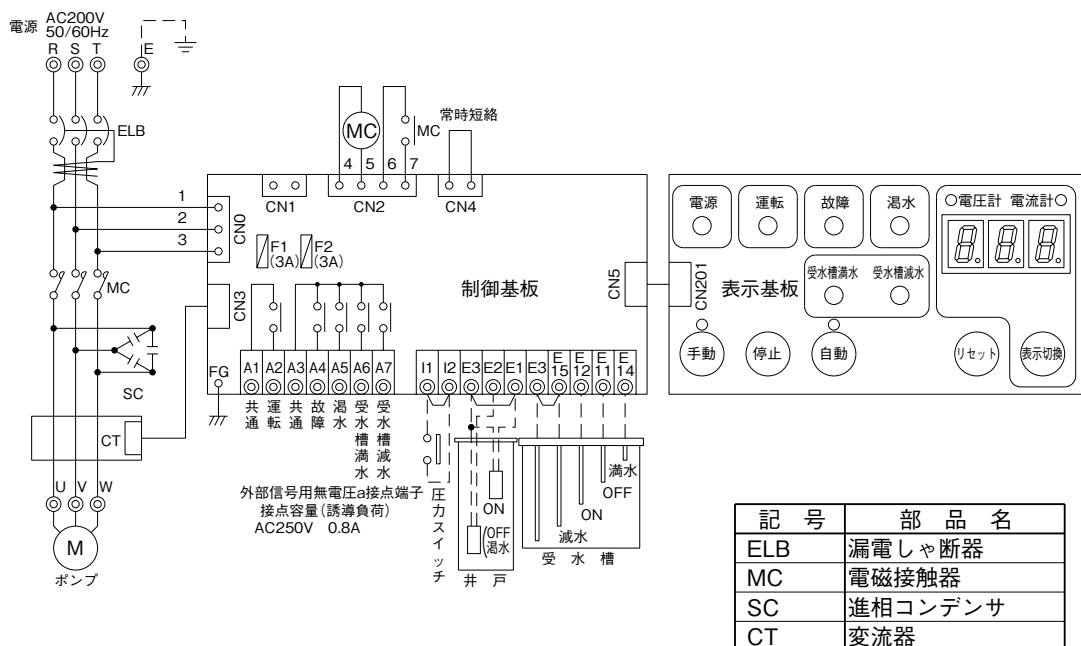 電源 AC200V
50/60Hz
R S T E
ELB
MC
MC
常時短絡
4 5 6 7
CN1 CN2 CN4
1
2
3
CN0
F1
(3A)
F2
(3A)
MC
CN3
制御基板
CN5
CN201
表示基板
電源 運転 故障 渇水
電圧計 電流計
8.8.8.
受水槽満水 受水槽減水
手動 停止 自動 リセット 表示切換
SC
FG
A1 A2 A3 A4 A5 A6 A7 I1 I2 E3 E2 E1 E3 E15 E12 E11 E14
共通 運転 共通 故障 渇水 受水槽満水 受水槽減水
CT
外部信号用無電圧a接点端子
接点容量(誘導負荷)
AC250V 0.8A
圧力スイッチ
ON
OFF
渇水
井戸
満水
OFF
ON
減水
受水槽
U V W
M
ポンプ
記号 部品名
ELB 漏電しゃ断器
MC 電磁接触器
SC 進相コンデンサ
CT 変流器